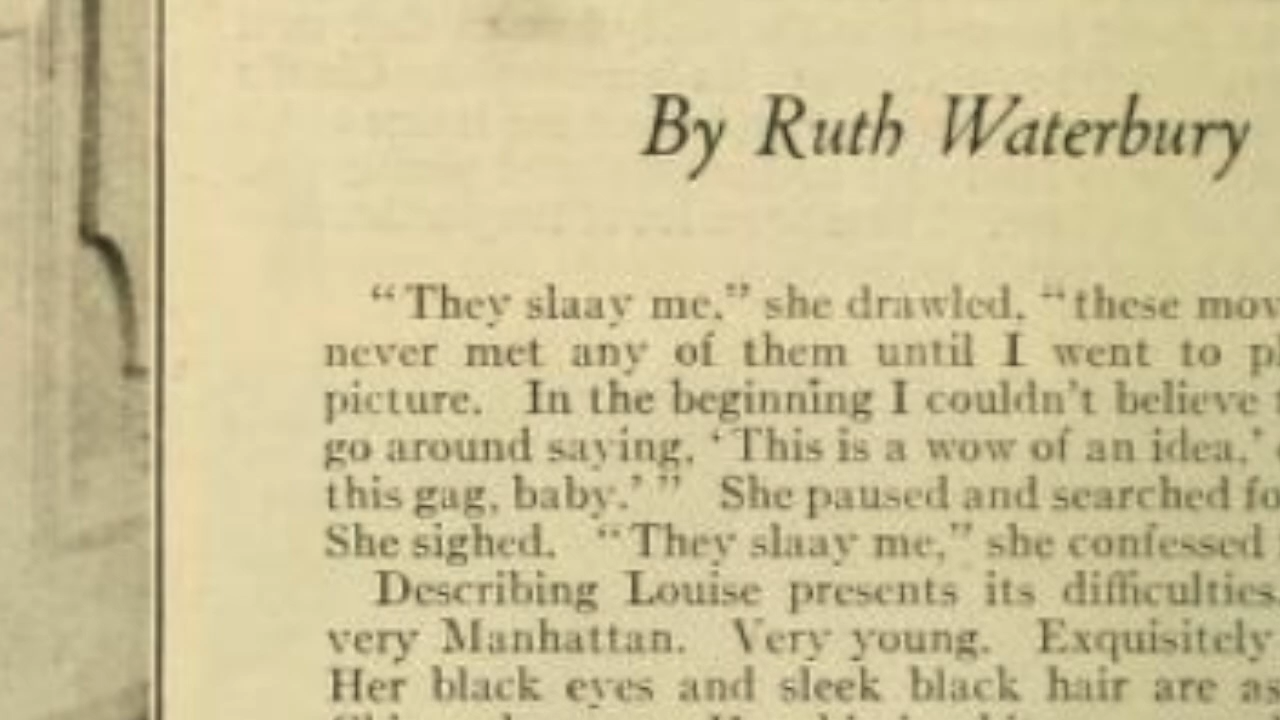 By Ruth Waterbury
“They slaay me,” she drawled, “these
never met any of them until I went to
picture. In the beginning I couldn't believe
go around saying, ‘This is a wow of an idea,’
this gag, baby.’ ” She paused and searched
She sighed. “They slaay me,” she confessed
Describing Louise presents its difficulties.
very Manhattan. Very young. Exquisitely
Her black eyes and sleek black hair are